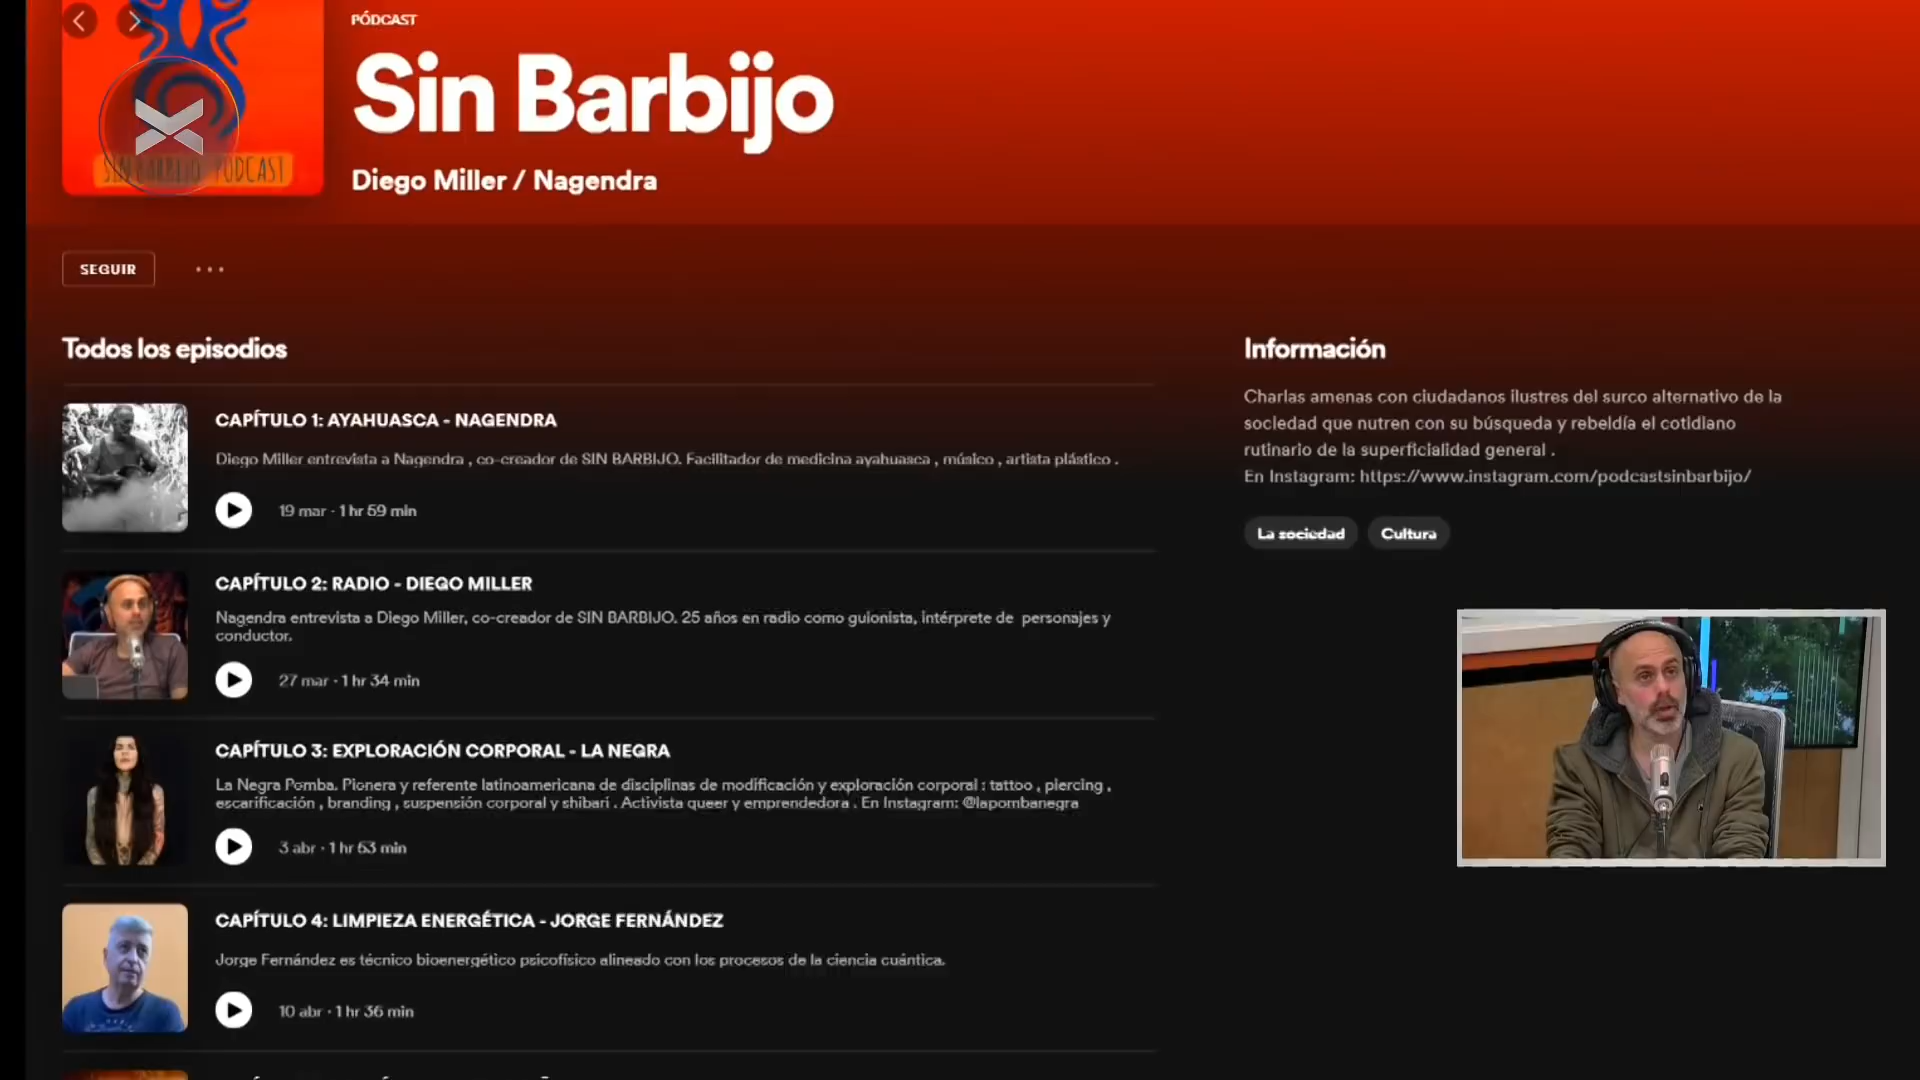 PÓDCAST
Sin Barbijo
SIN BARBIJO PODCAST
Diego Miller / Nagendra
SEGUIR
Todos los episodios
CAPÍTULO 1: AYAHUASCA - NAGENDRA
Diego Miller entrevista a Nagendra , co-creador de SIN BARBIJO. Facilitador de medicina ayahuasca , músico , artista plástico .
19 mar · 1 hr 59 min
CAPÍTULO 2: RADIO - DIEGO MILLER
Nagendra entrevista a Diego Miller, co-creador de SIN BARBIJO. 25 años en radio como guionista, intérprete de personajes y
conductor.
27 mar · 1 hr 34 min
CAPÍTULO 3: EXPLORACIÓN CORPORAL - LA NEGRA
La Negra Pomba. Pionera y referente latinoamericana de disciplinas de modificación y exploración corporal : tattoo , piercing ,
escarificación , branding , suspensión corporal y shibari . Activista queer y emprendedora . En Instagram: @lapombanegra
3 abr · 1 hr 53 min
CAPÍTULO 4: LIMPIEZA ENERGÉTICA - JORGE FERNÁNDEZ
Jorge Fernández es técnico bioenergético psicofísico alineado con los procesos de la ciencia cuántica.
10 abr · 1 hr 36 min
Información
Charlas amenas con ciudadanos ilustres del surco alternativo de la
sociedad que nutren con su búsqueda y rebeldía el cotidiano
rutinario de la superficialidad general .
En Instagram: https://www.instagram.com/podcastsinbarbijo/
La sociedad
Cultura